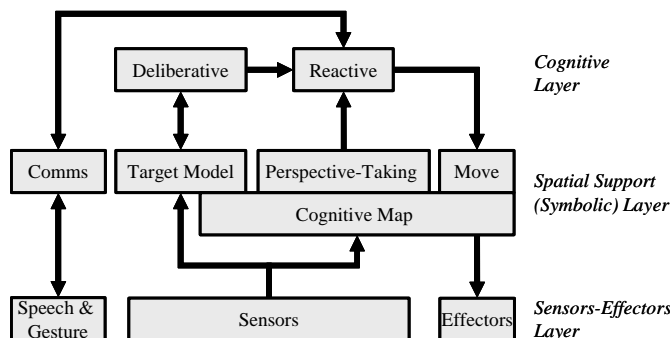 Deliberative
Reactive
Cognitive
Layer
Comms
Target Model
Perspective-Taking
Move
Cognitive Map
Spatial Support
(Symbolic) Layer
Speech &
Gesture
Sensors
Effectors
Sensors-Effectors
Layer